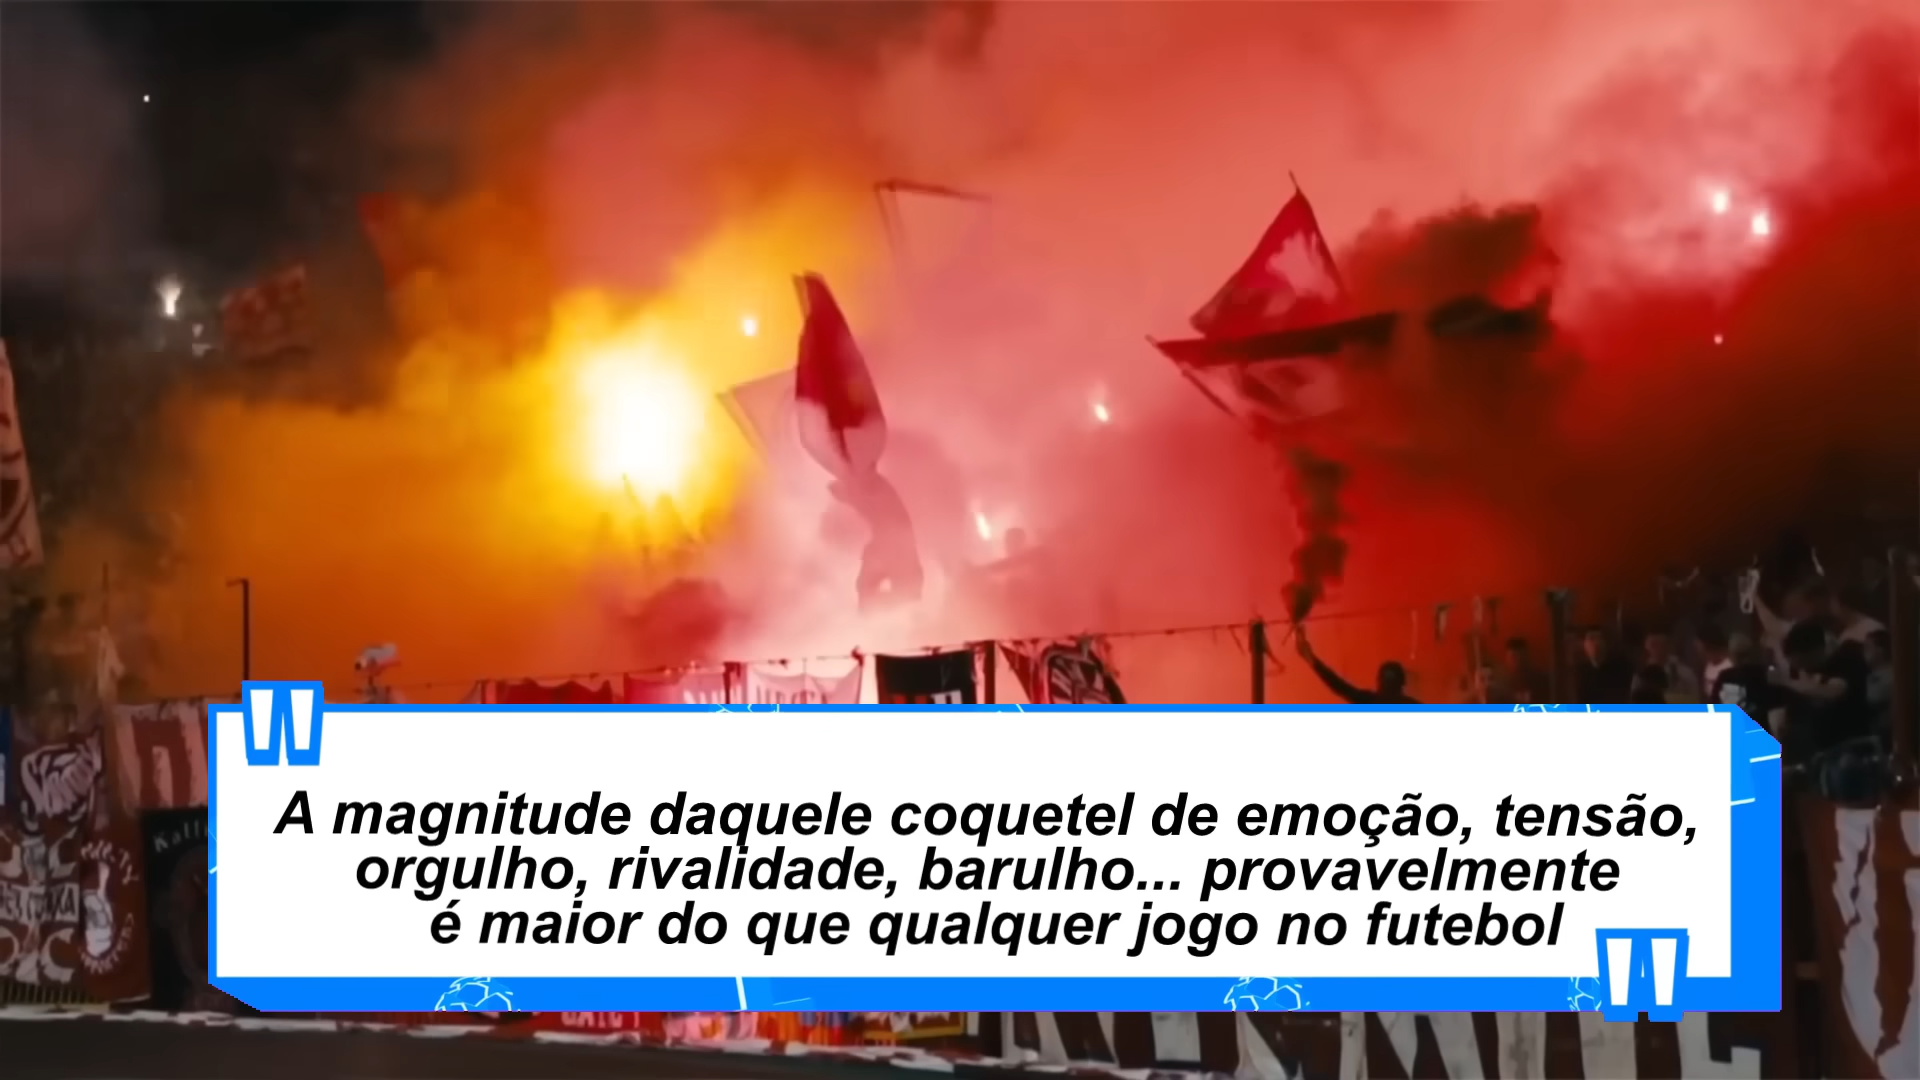 A magnitude daquele coquetel de emoção, tensão,
orgulho, rivalidade, barulho... provavelmente
é maior do que qualquer jogo no futebol